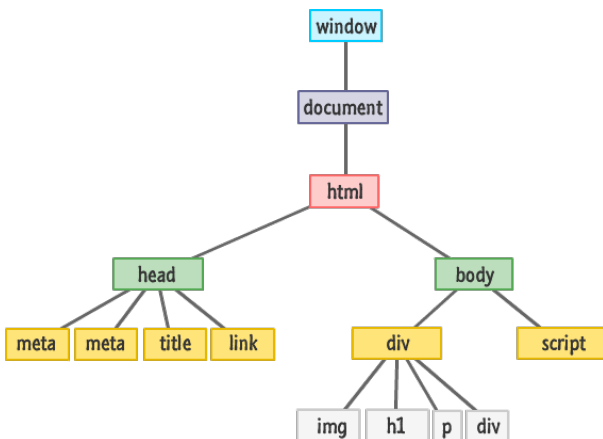 window
document
html
head body
meta meta title link div script
img h1 p div